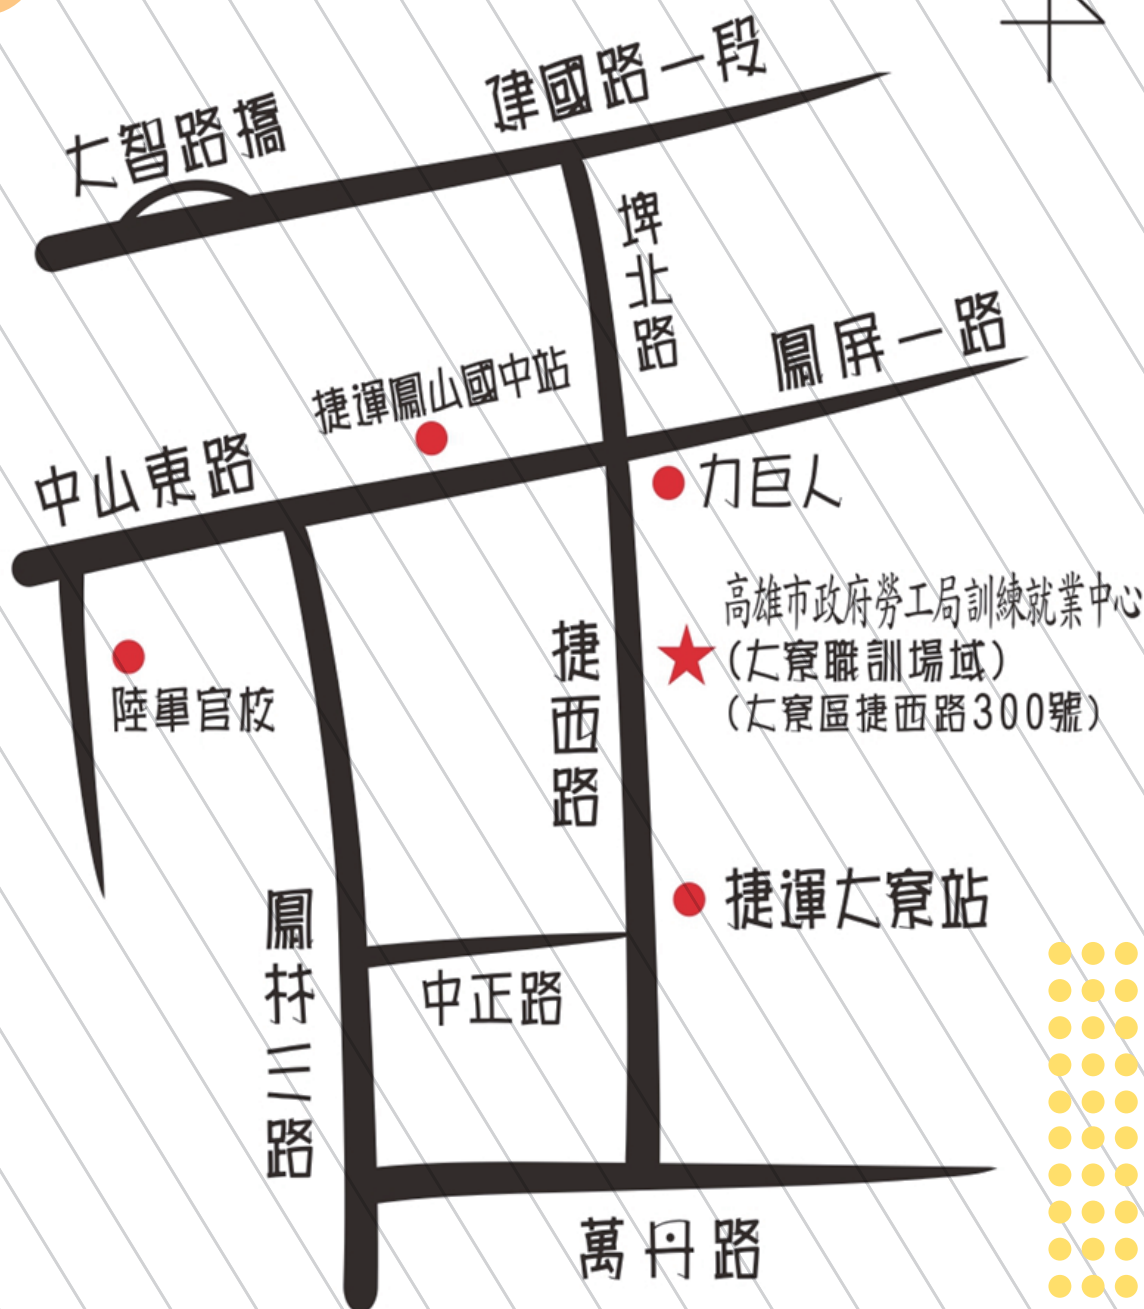 建國路一段
大智路橋
埤北路
鳳屏一路
捷運鳳山國中站
中山東路
力巨人
高雄市政府勞工局訓練就業中心
(大寮職訓場域)
(大寮區捷西路300號)
捷西路
陸軍官校
捷運大寮站
鳳林三路
中正路
萬丹路